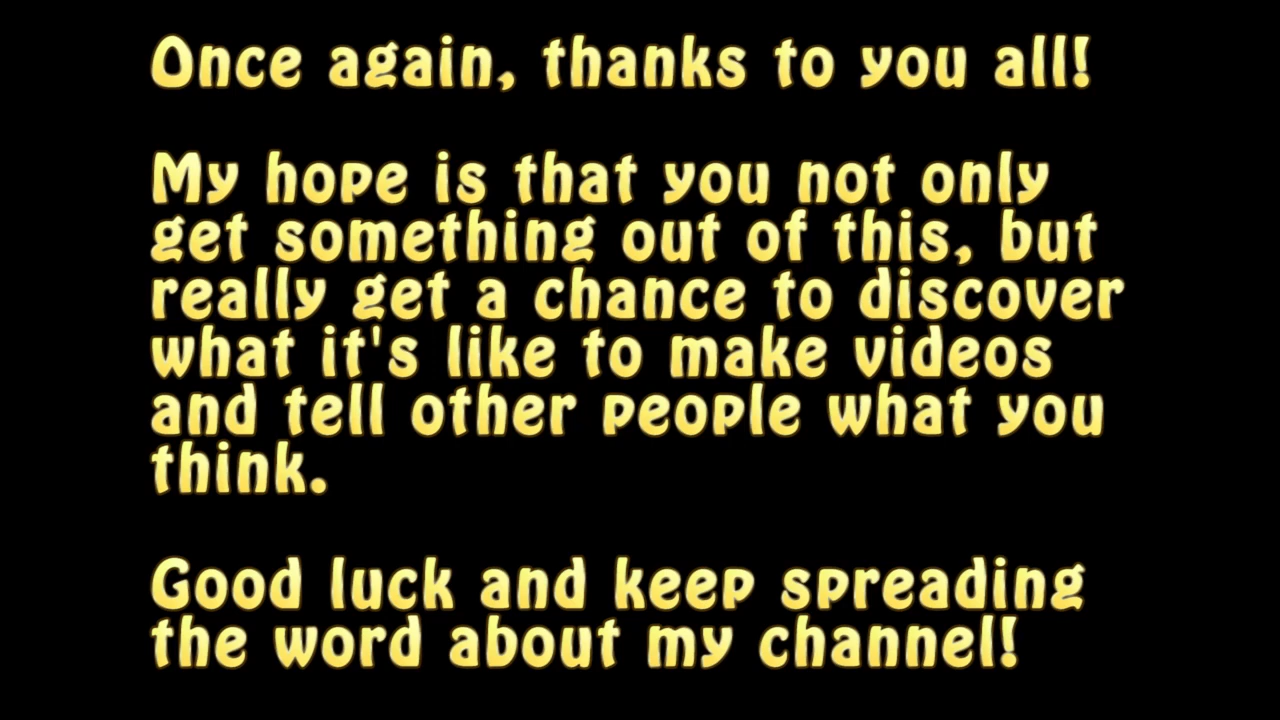 Once again, thanks to you all!
My hope is that you not only
get something out of this, but
really get a chance to discover
what it's like to make videos
and tell other people what you
think.
Good luck and keep spreading
the word about my channel!